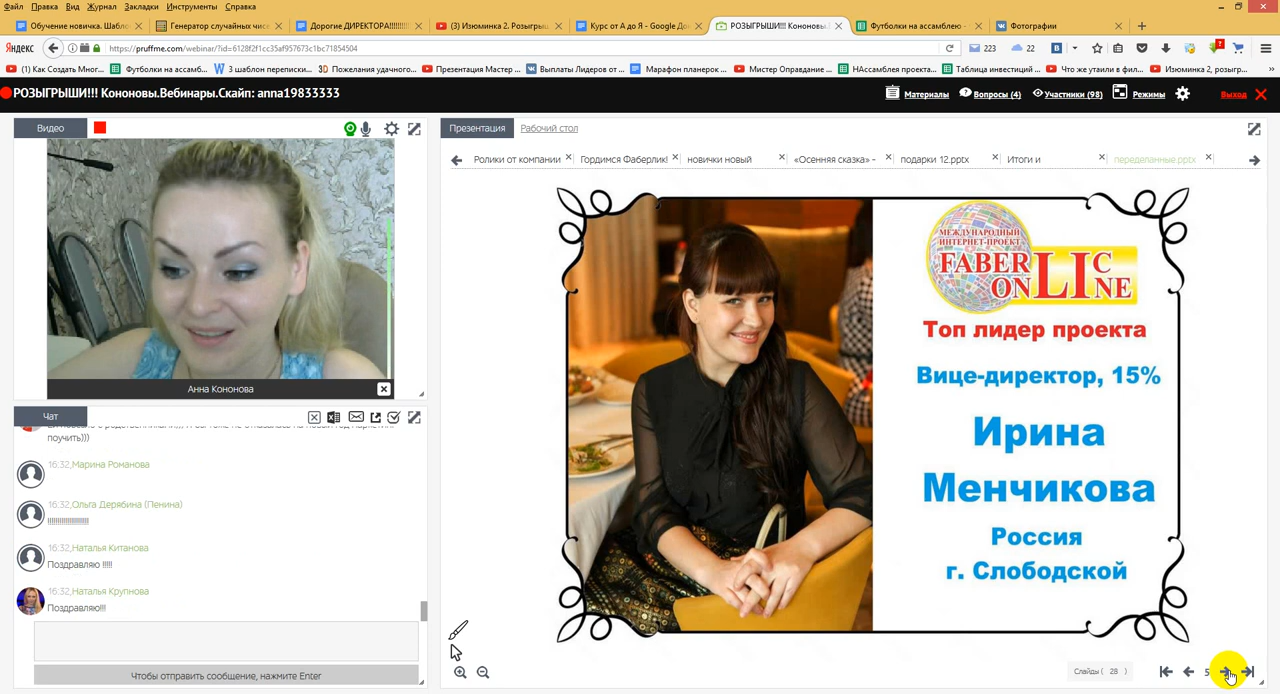 Файл Правка Вид Журнал Закладки Инструменты Справка
Обучение новичка. Шабло
Генератор случайных чисе
Дорогие ДИРЕКТОРА!!!!!!!!
(3) Изюминка 2. Розыгрыш
Курс от А до Я - Google До
РОЗЫГРЫШИ!!! Кононовы.
Футболки на ассамблею -
Фотографии
Яндекс
https://pruffme.com/webinar/?id=6128f2f1cc35af957673c1bc71854504
223
22
(1) Как Создать Мног...
Футболки на ассамб...
3 шаблон переписки...
Пожелания удачного...
Презентация Мастер ...
Выплаты Лидеров от ...
Марафон планерок ...
Мистер Оправдание ...
НАссамблея проекта...
Таблица инвестиций ...
Что же утаили в фил...
Изюминка 2, розыгр...
РОЗЫГРЫШИ!!! Кононовы.Вебинары.Скайп: anna19833333
Материалы
Вопросы (4)
Участники (98)
Режимы
Выход
Видео
Анна Кононова
Чат
поучить)))
16:32,Марина Романова
16:32,Ольга Дерябина (Пенина)
16:32,Наталья Китанова
Поздравляю !!!!!
16:32,Наталья Крупнова
Поздравляю!!!
Чтобы отправить сообщение, нажмите Enter
Презентация
Рабочий стол
Ролики от компании
Гордимся Фаберлик!
новички новый
«Осенняя сказка» -
подарки 12.pptx
Итоги и
переделанные.pptx
МЕЖДУНАРОДНЫЙ
ИНТЕРНЕТ-ПРОЕКТ
FABERLIC
ONLINE
Топ лидер проекта
Вице-директор, 15%
Ирина
Менчикова
Россия
г. Слободской
Слайды ( 28 )
5